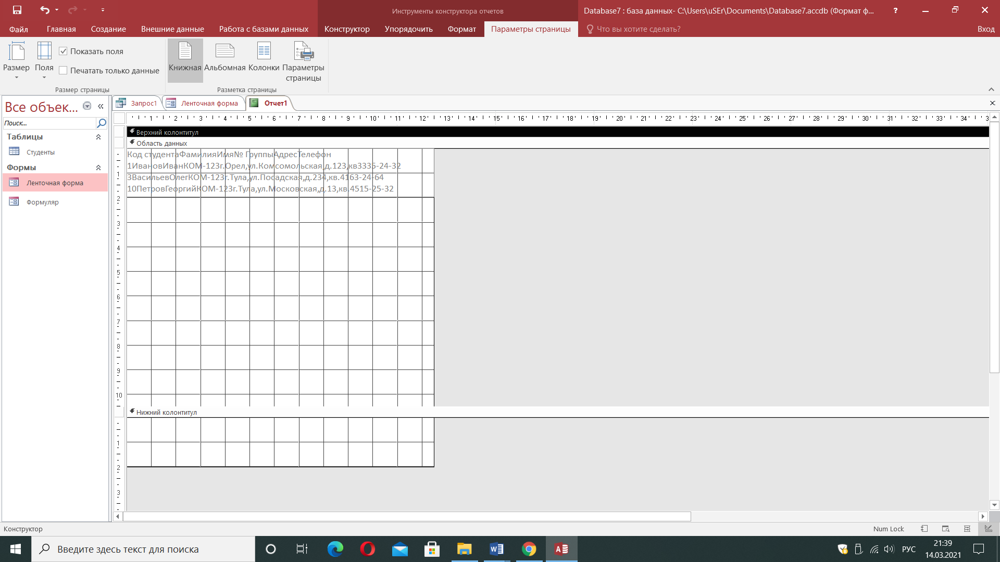 Инструменты конструктора отчетов
Database7 : база данных- C:\Users\uSEr\Documents\Database7.accdb (Формат ф...
?
Файл Главная Создание Внешние данные Работа с базами данных Конструктор Упорядочить Формат Параметры страницы Что вы хотите сделать? Вход
Размер
Поля
Показать поля
Печатать только данные
Размер страницы
Книжная
Альбомная
Колонки
Параметры
страницы
Разметка страницы
Все объек...
Поиск...
Таблицы
Студенты
Формы
Ленточная форма
Формуляр
Запрос1 Ленточная форма Отчет1
1 2 3 4 5 6 7 8 9 10 11 12 13 14 15 16 17 18 19 20 21 22 23 24 25 26 27 28 29 30 31 32 33 34 3
Верхний колонтитул
Область данных
Код студентаФамилияИмя№ ГруппыАдресТелефон
1ИвановИванКОМ-123г.Орел,ул.Комсомольская,д.123,кв3335-24-32
3ВасильевОлегКОМ-123г.Тула,ул.Посадская,д.234,кв.4163-24-64
10ПетровГеоргийКОМ-123г.Тула,ул.Московская,д.13,кв.4515-25-32
1
2
3
4
5
6
7
8
9
10
Нижний колонтитул
1
2
3
Конструктор
Num Lock
Введите здесь текст для поиска
РУС
21:39
14.03.2021